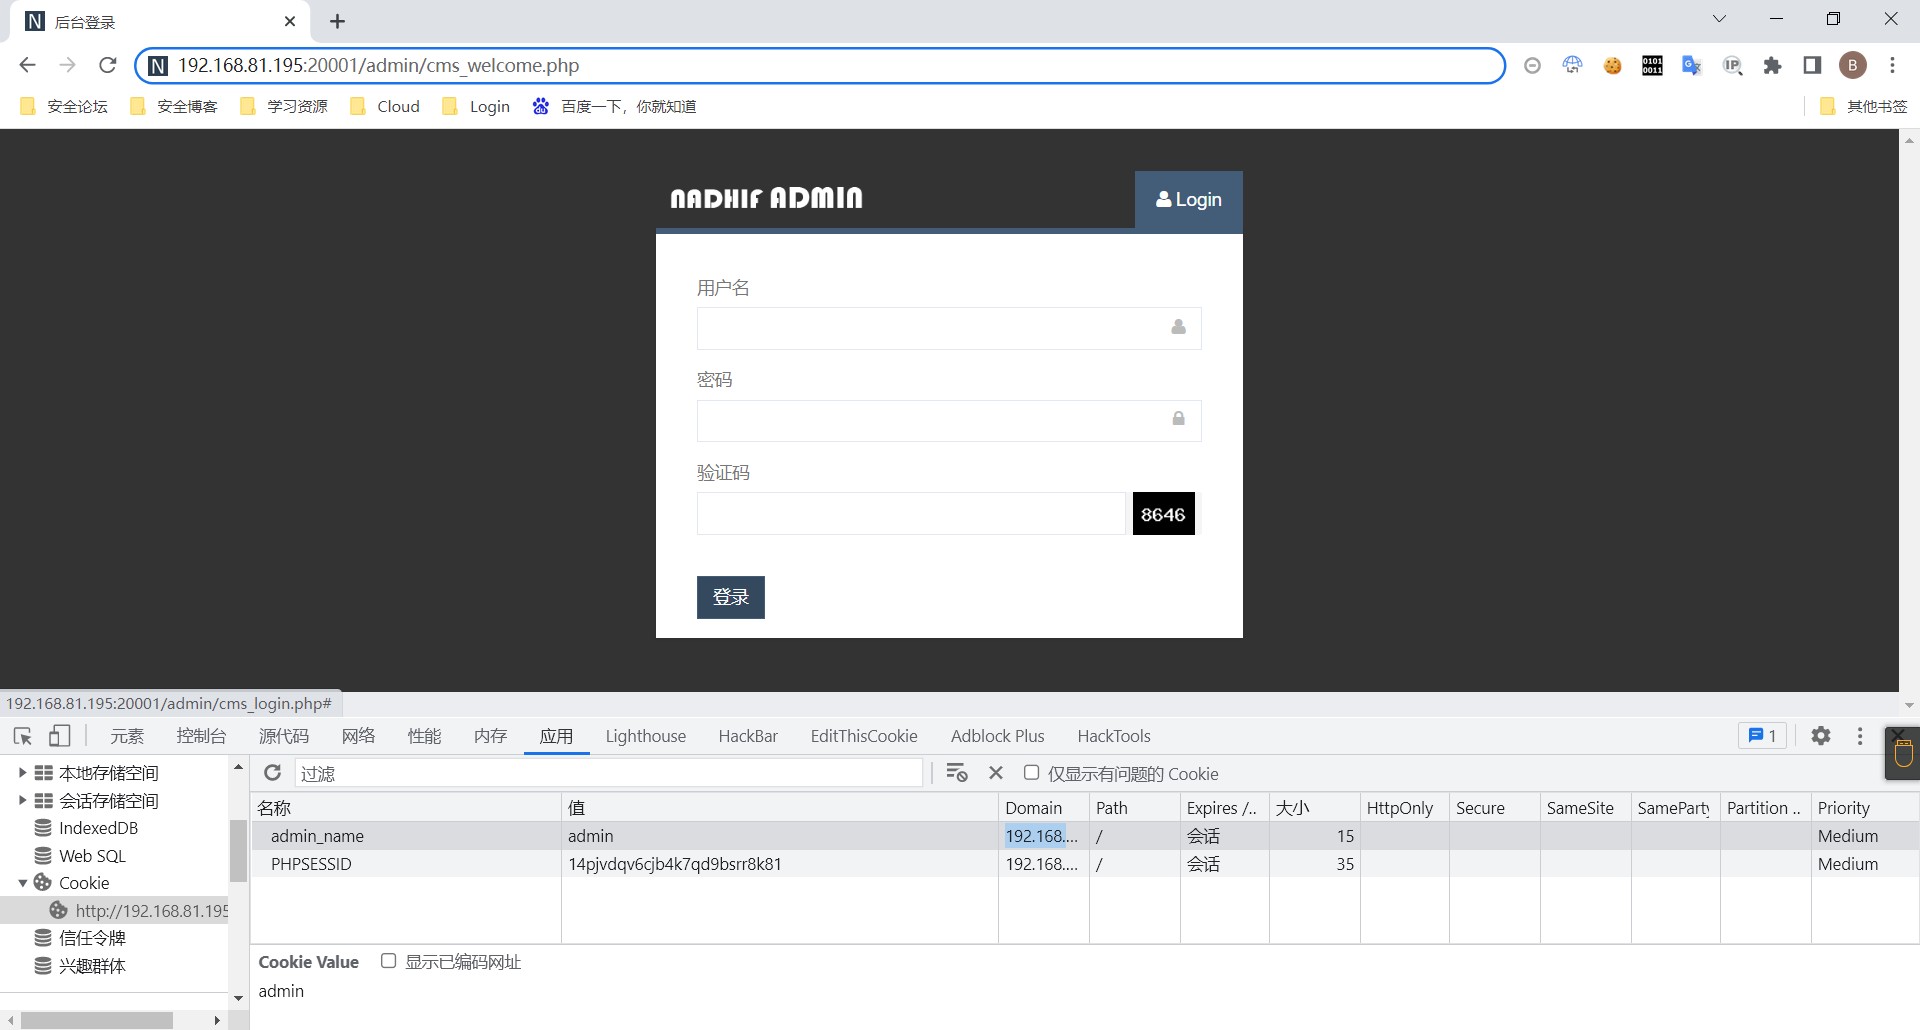 后台登录
192.168.81.195:20001/admin/cms_welcome.php
安全论坛 安全博客 学习资源 Cloud Login 百度一下，你就知道 其他书签
NADHIF ADMIN Login
用户名
密码
验证码
8646
登录
192.168.81.195:20001/admin/cms_login.php#
元素 控制台 源代码 网络 性能 内存 应用 Lighthouse HackBar EditThisCookie Adblock Plus HackTools 1
本地存储空间
会话存储空间
IndexedDB
Web SQL
Cookie
http://192.168.81.195
信任令牌
兴趣群体
过滤 仅显示有问题的 Cookie
名称 值 Domain Path Expires /.. 大小 HttpOnly Secure SameSite SameParty Partition .. Priority
admin_name admin 192.168.... / 会话 15 Medium
PHPSESSID 14pjvdqv6cjb4k7qd9bsrr8k81 192.168.... / 会话 35 Medium
Cookie Value 显示已编码网址
admin